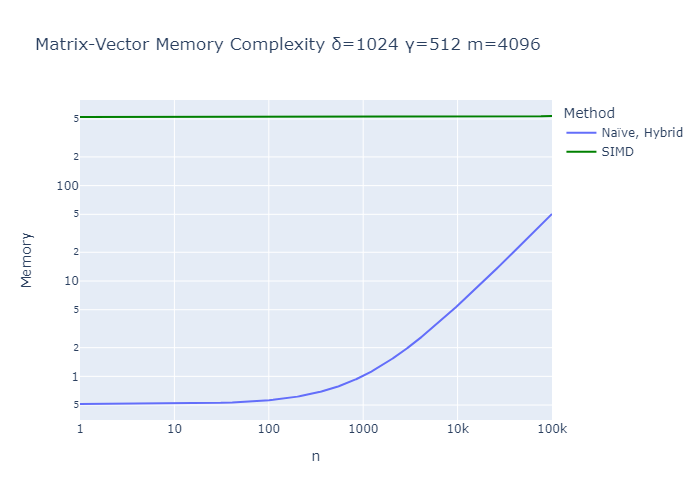 Matrix-Vector Memory Complexity δ=1024 γ=512 m=4096
Method
Naïve, Hybrid
SIMD
Memory
5
2
100
5
2
10
5
2
1
5
1
10
100
1000
10k
100k
n